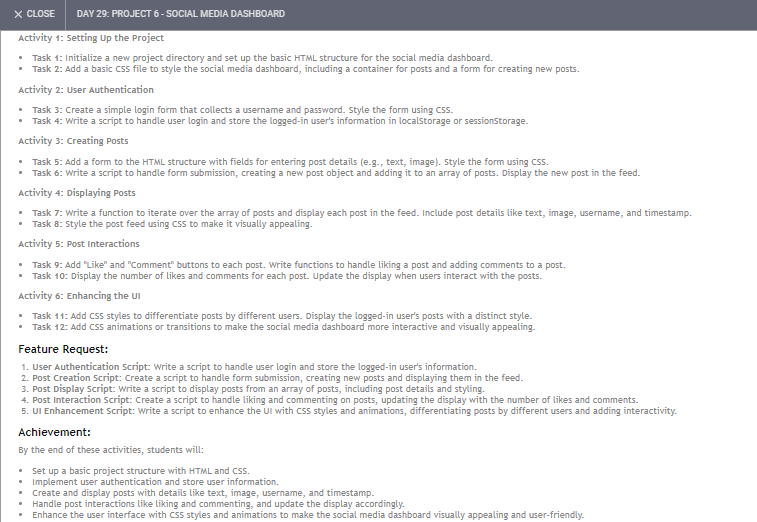 CLOSE
DAY 29: PROJECT 6 - SOCIAL MEDIA DASHBOARD
Activity 1: Setting Up the Project
• Task 1: Initialize a new project directory and set up the basic HTML structure for the social media dashboard.
• Task 2: Add a basic CSS file to style the social media dashboard, including a container for posts and a form for creating new posts.
Activity 2: User Authentication
• Task 3: Create a simple login form that collects a username and password. Style the form using CSS.
• Task 4: Write a script to handle user login and store the logged-in user's information in localStorage or sessionStorage.
Activity 3: Creating Posts
• Task 5: Add a form to the HTML structure with fields for entering post details (e.g., text, image). Style the form using CSS.
• Task 6: Write a script to handle form submission, creating a new post object and adding it to an array of posts. Display the new post in the feed.
Activity 4: Displaying Posts
• Task 7: Write a function to iterate over the array of posts and display each post in the feed. Include post details like text, image, username, and timestamp.
• Task 8: Style the post feed using CSS to make it visually appealing.
Activity 5: Post Interactions
• Task 9: Add "Like" and "Comment" buttons to each post. Write functions to handle liking a post and adding comments to a post.
• Task 10: Display the number of likes and comments for each post. Update the display when users interact with the posts.
Activity 6: Enhancing the UI
• Task 11: Add CSS styles to differentiate posts by different users. Display the logged-in user's posts with a distinct style.
• Task 12: Add CSS animations or transitions to make the social media dashboard more interactive and visually appealing.
Feature Request:
1. User Authentication Script: Write a script to handle user login and store the logged-in user's information.
2. Post Creation Script: Create a script to handle form submission, creating new posts and displaying them in the feed.
3. Post Display Script: Write a script to display posts from an array of posts, including post details and styling.
4. Post Interaction Script: Create a script to handle liking and commenting on posts, updating the display with the number of likes and comments.
5. UI Enhancement Script: Write a script to enhance the UI with CSS styles and animations, differentiating posts by different users and adding interactivity.
Achievement:
By the end of these activities, students will:
• Set up a basic project structure with HTML and CSS.
• Implement user authentication and store user information.
• Create and display posts with details like text, image, username, and timestamp.
• Handle post interactions like liking and commenting, and update the display accordingly.
• Enhance the user interface with CSS styles and animations to make the social media dashboard visually appealing and user-friendly.